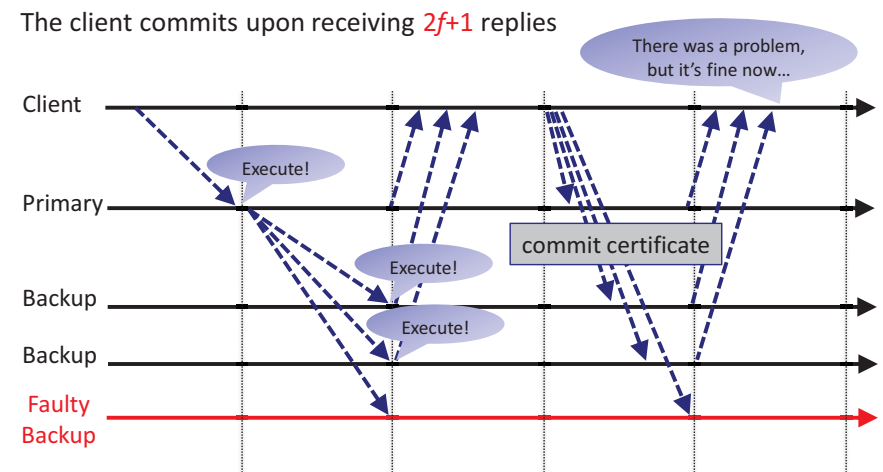 The client commits upon receiving 2f+1 replies
There was a problem,
but it's fine now…
Client
Execute!
Primary
commit certificate
Execute!
Backup
Execute!
Backup
Faulty
Backup